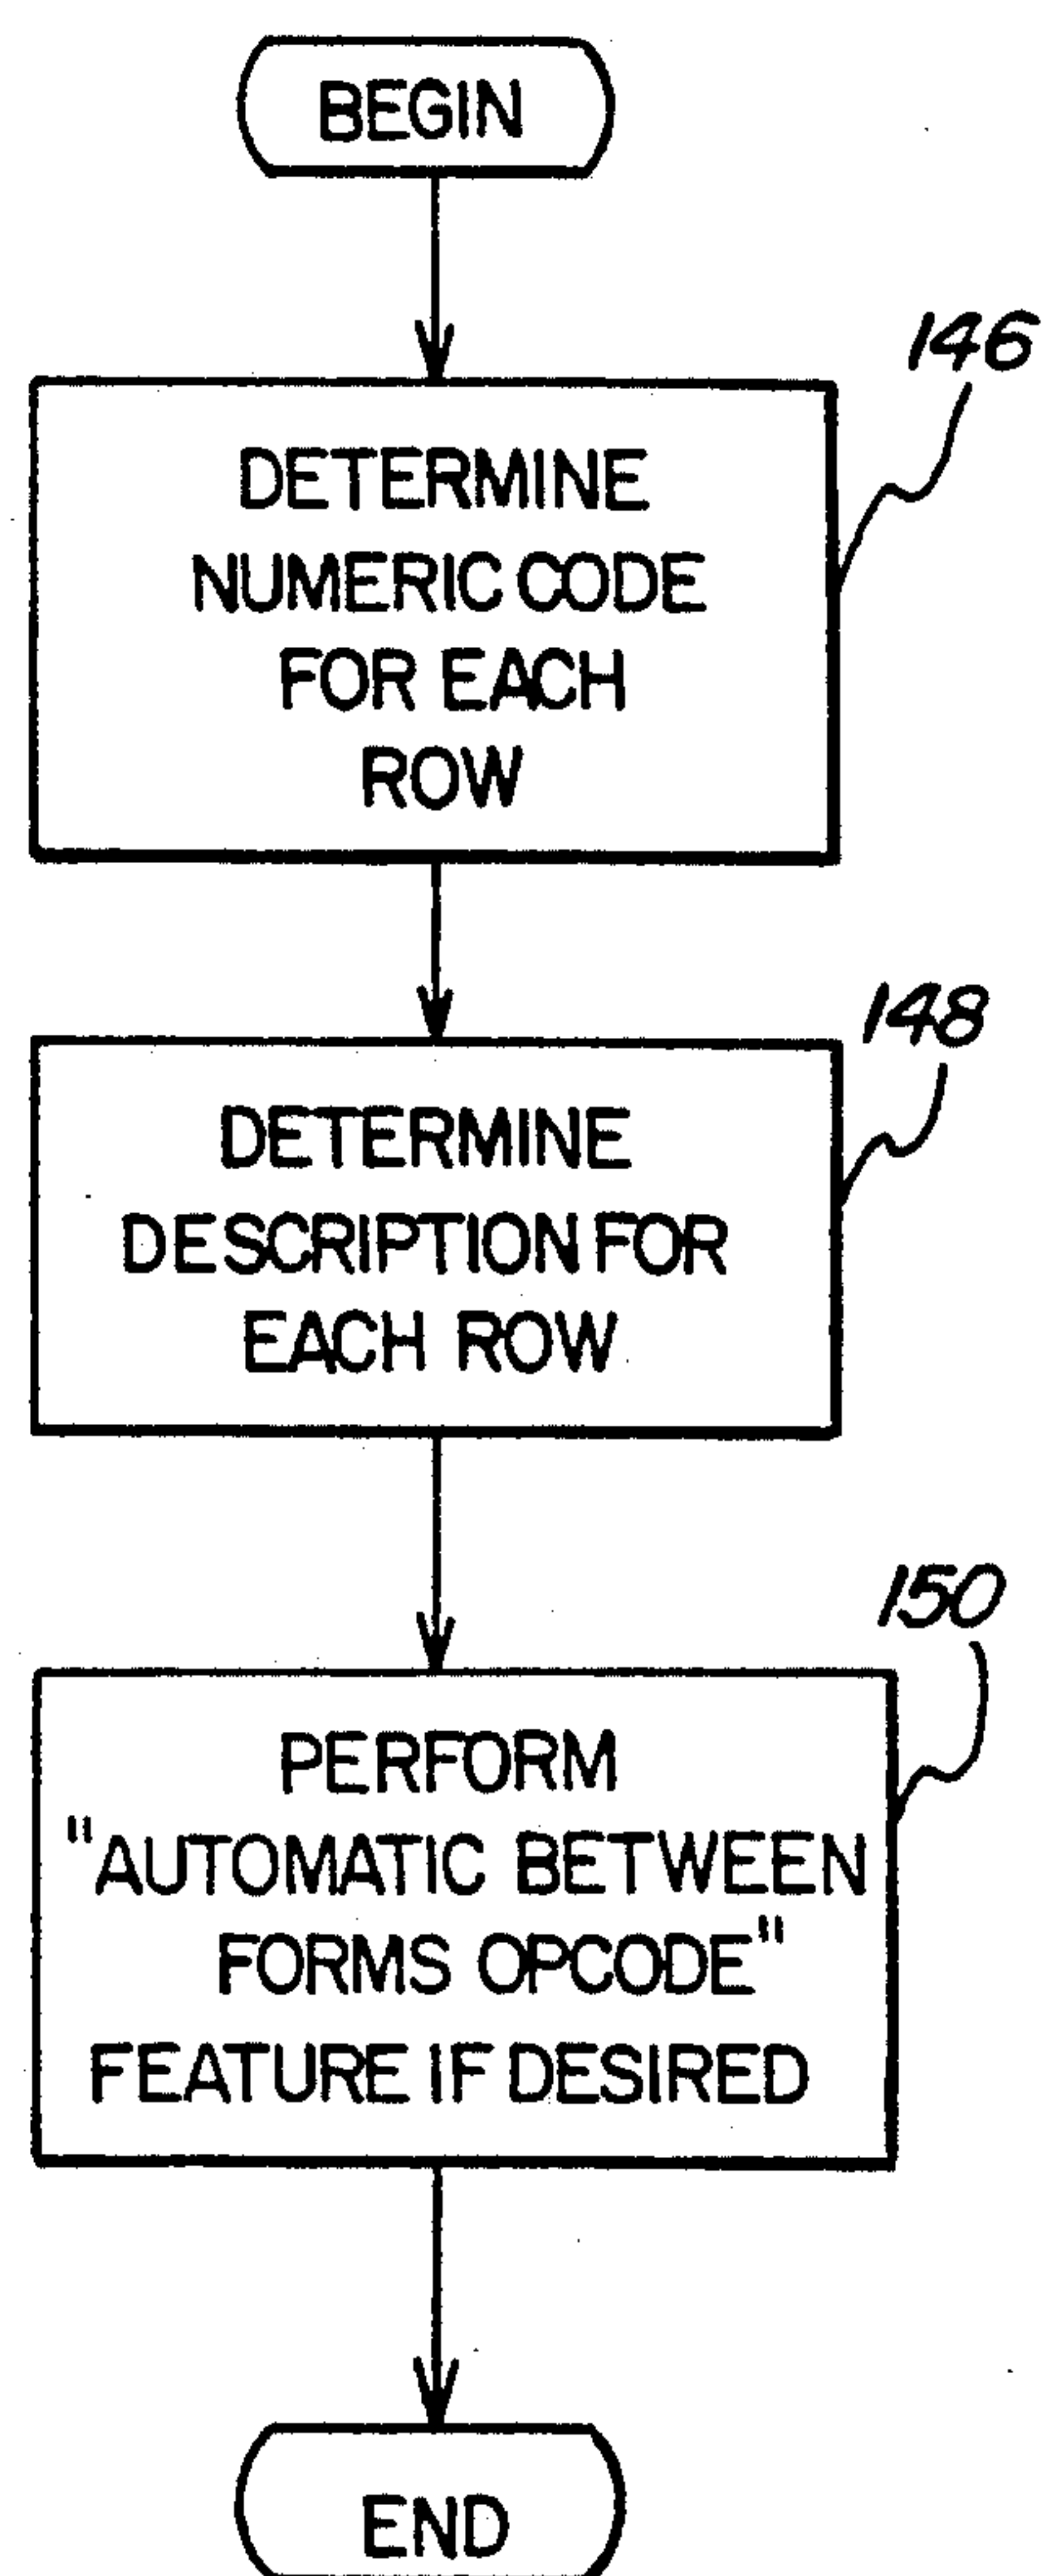 BEGIN
146
DETERMINE
NUMERIC CODE
FOR EACH
ROW
148
DETERMINE
DESCRIPTION FOR
EACH ROW
150
PERFORM
"AUTOMATIC BETWEEN
FORMS OPCODE"
FEATURE IF DESIRED
END